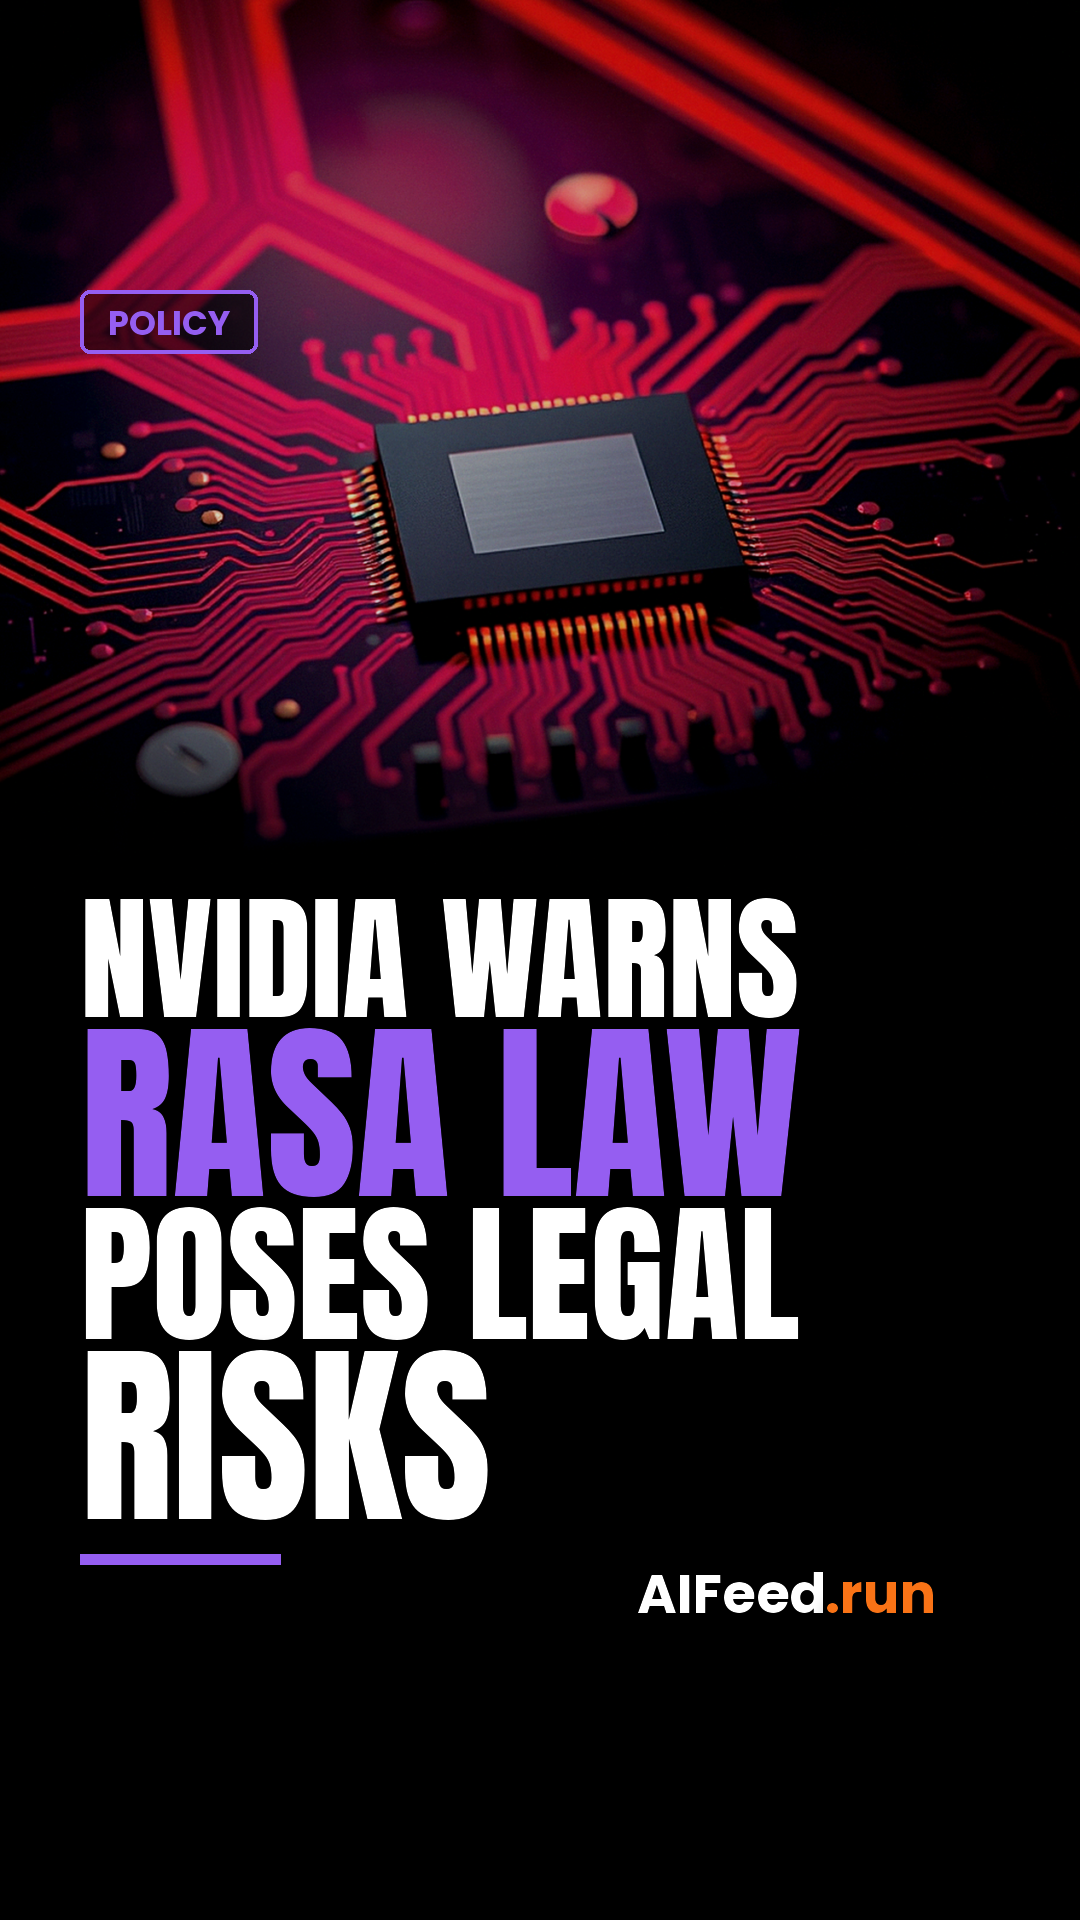 POLICY
NVIDIA WARNS
RASA LAW
POSES LEGAL
RISKS
AIFeed.run